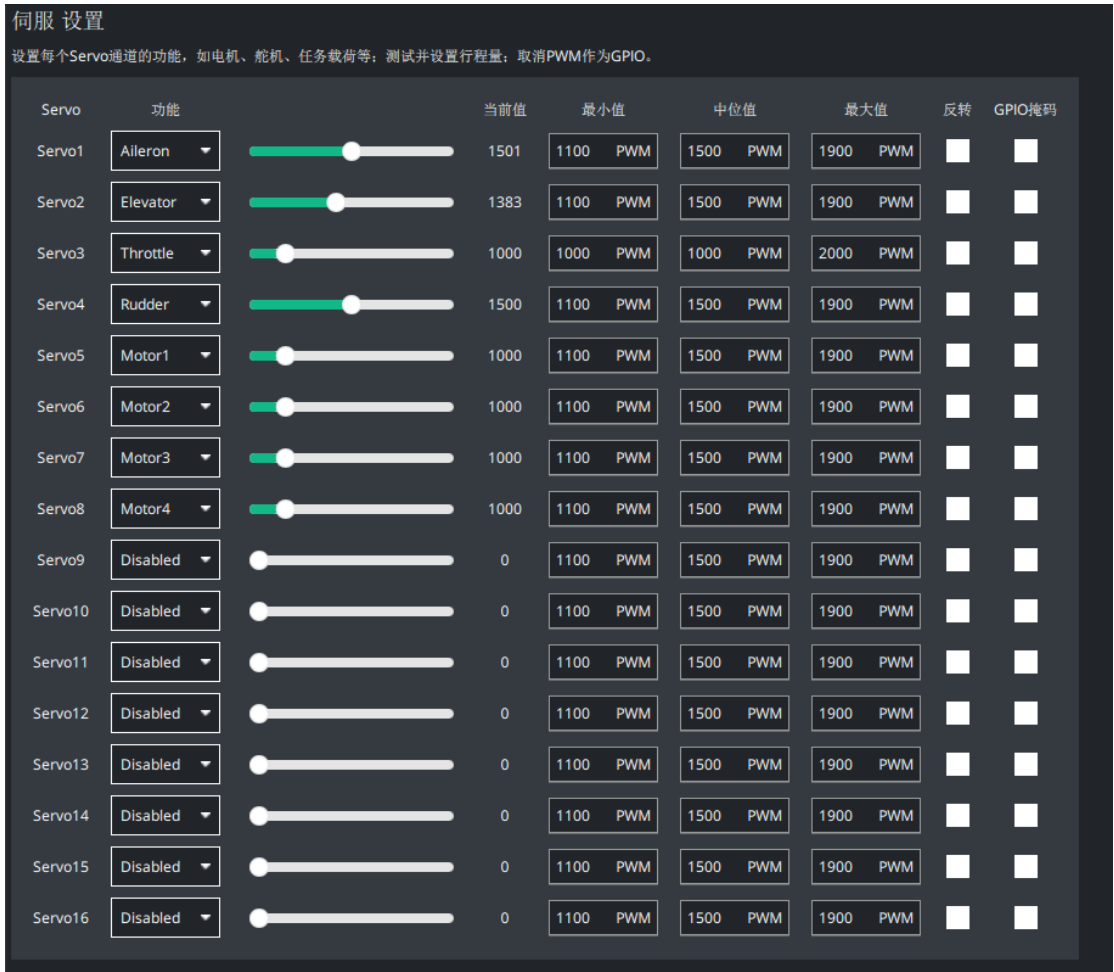 伺服 设置
设置每个Servo通道的功能，如电机、舵机、任务载荷等；测试并设置行程量；取消PWM作为GPIO。
Servo 功能 当前值 最小值 中位值 最大值 反转 GPIO掩码
Servo1 Aileron 1501 1100 PWM 1500 PWM 1900 PWM
Servo2 Elevator 1383 1100 PWM 1500 PWM 1900 PWM
Servo3 Throttle 1000 1000 PWM 1000 PWM 2000 PWM
Servo4 Rudder 1500 1100 PWM 1500 PWM 1900 PWM
Servo5 Motor1 1000 1100 PWM 1500 PWM 1900 PWM
Servo6 Motor2 1000 1100 PWM 1500 PWM 1900 PWM
Servo7 Motor3 1000 1100 PWM 1500 PWM 1900 PWM
Servo8 Motor4 1000 1100 PWM 1500 PWM 1900 PWM
Servo9 Disabled 0 1100 PWM 1500 PWM 1900 PWM
Servo10 Disabled 0 1100 PWM 1500 PWM 1900 PWM
Servo11 Disabled 0 1100 PWM 1500 PWM 1900 PWM
Servo12 Disabled 0 1100 PWM 1500 PWM 1900 PWM
Servo13 Disabled 0 1100 PWM 1500 PWM 1900 PWM
Servo14 Disabled 0 1100 PWM 1500 PWM 1900 PWM
Servo15 Disabled 0 1100 PWM 1500 PWM 1900 PWM
Servo16 Disabled 0 1100 PWM 1500 PWM 1900 PWM